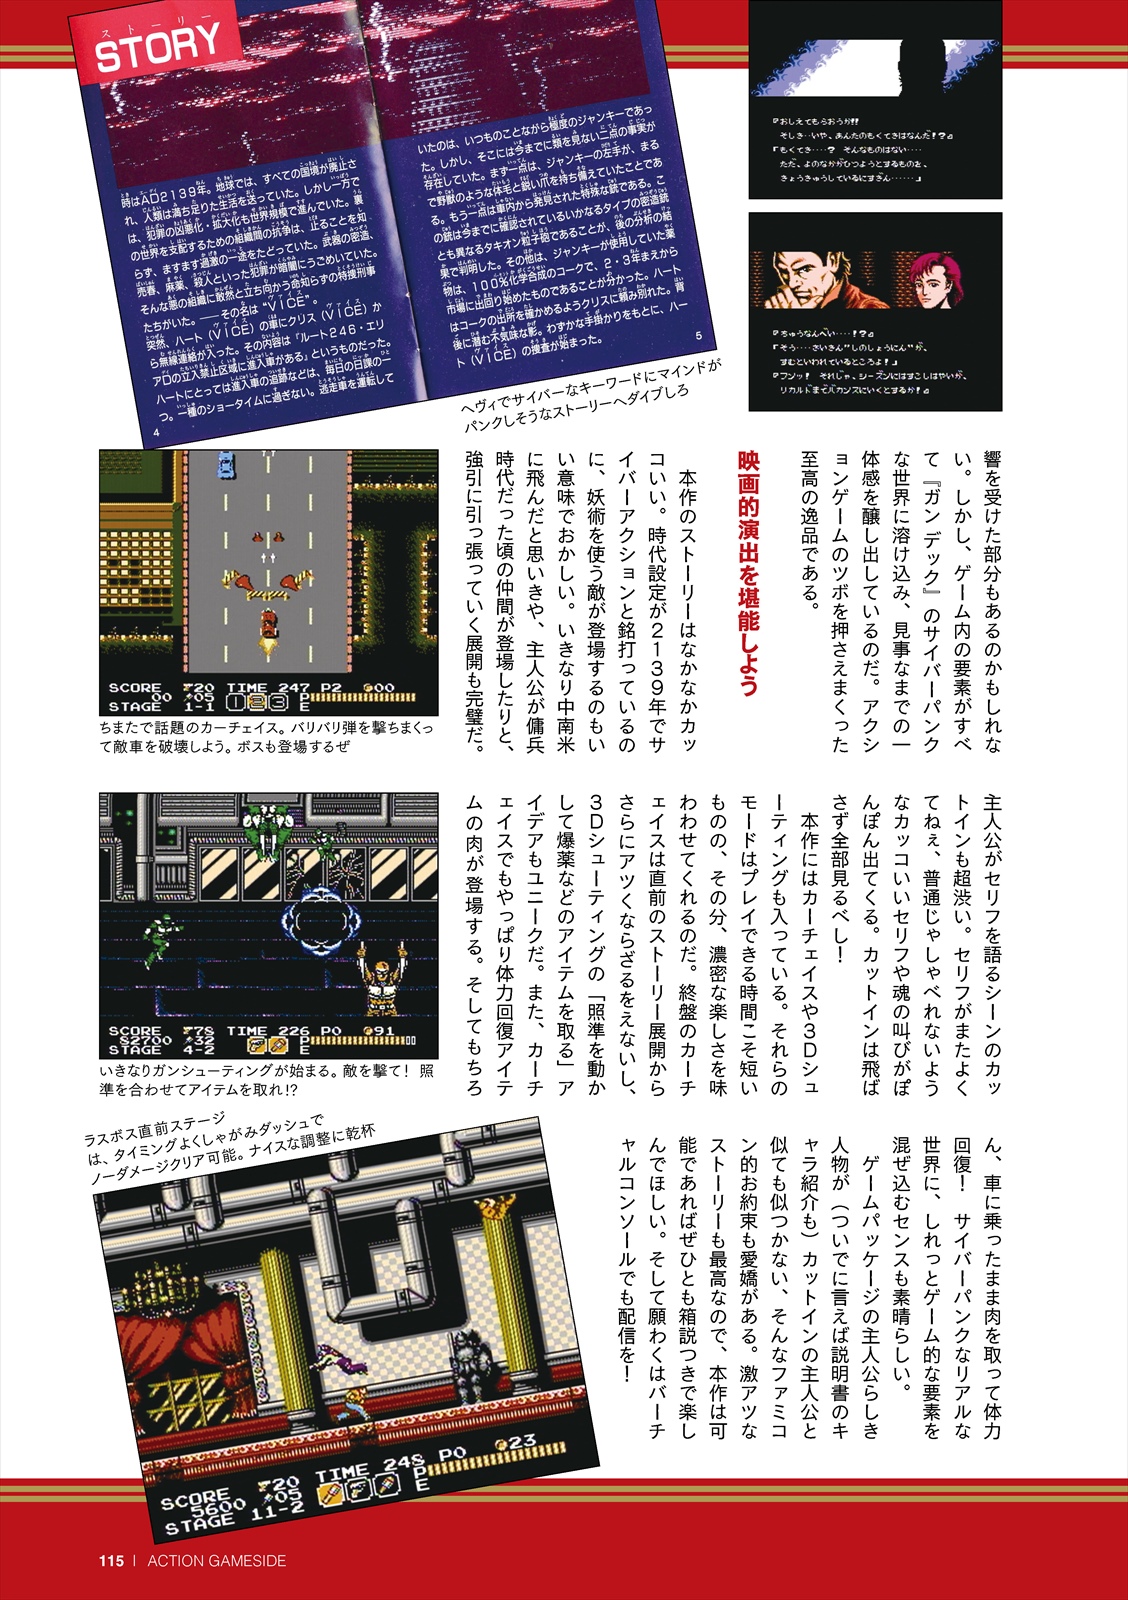 ストーリー
STORY
時はAD2139年。地球では、すべての国境が廃止さ
れ、人類は満ち足りた生活を送っていた。しかし一方で
は、犯罪の凶悪化・拡大化も世界規模で進んでいた。裏
の世界を支配するための組織間の抗争は、止ることを知
らず、ますます過激の一途をたどっていた。武器の密造、
売春、麻薬、殺人といった犯罪が暗闇にうごめいていた。
そんな悪の組織に敢然と立ち向かう命知らずの特捜刑事
たちがいた。――その名は“VICE”。
突然、ハート（VICE）の車にクリス（VICE）か
ら無線連絡が入った。その内容は『ルート246・エリ
アロの立入禁止区域に進入車がある』というものだった。
ハートにとっては進入車の追跡などは、毎日の日課の一
つ。一種のショータイムに過ぎない。逃走車を運転して
4
いたのは、いつものことながら極度のジャンキーであっ
た。しかし、そこには今までに類を見ない二点の事実が
存在していた。まず一点は、ジャンキーの左手が、まる
で野獣のような体毛と鋭い爪を持ち備えていたことであ
る。もう一点は車内から発見された特殊な銃である。こ
の銃は今までに確認されているいかなるタイプの密造銃
とも異なるタキオン粒子砲であることが、後の分析の結
果で判明した。その他は、ジャンキーが使用していた薬
物は、100％化学合成のコークで、2・3年まえから
市場に出回り始めたものであることが分かった。ハート
はコークの出所を確かめるようクリスに頼み別れた。背
後に潜む不気味な影。わずかな手掛かりをもとに、ハー
ト（VICE）の捜査が始まった。
5
ヘヴィでサイバーなキーワードにマインドが
パンクしそうなストーリーへダイブしろ
『おしえてもらおうか!!
そしき‥いや、あんたのもくてきはなんだ!?』
「もくてき‥‥? そんなものはない‥‥
ただ、よのなかがひつようとするものを、
きょうきゅうしているにすぎん‥‥‥』
『ちゅうなんべい‥‥!?』
「そう‥‥さいきん“しのしょうにん”が、
すむといわれているところよ!」
『フンッ! それじゃ、シーズンにはすこしはやいが、
リカルドまでバカンスにいくとするか!』
響を受けた部分もあるのかもしれな
い。しかし、ゲーム内の要素がすべ
て『ガンデック』のサイバーパンク
な世界に溶け込み、見事なまでの一
体感を醸し出しているのだ。アクシ
ョンゲームのツボを押さえまくった
至高の逸品である。
映画的演出を堪能しよう
本作のストーリーはなかなかカッ
コいい。時代設定が2139年でサ
イバーアクションと銘打っているの
に、妖術を使う敵が登場するのもい
い意味でおかしい。いきなり中南米
に飛んだと思いきや、主人公が傭兵
時代だった頃の仲間が登場したりと、
強引に引っ張っていく展開も完璧だ。
SCORE 00 20 05 TIME 247 P2 00
STAGE 1-1 1 2 3 P E
ちまたで話題のカーチェイス。バリバリ弾を撃ちまくっ
て敵車を破壊しよう。ボスも登場するぜ
主人公がセリフを語るシーンのカッ
トインも超渋い。セリフがまたよく
てねぇ、普通じゃしゃべれないよう
なカッコいいセリフや魂の叫びがぽ
んぽん出てくる。カットインは飛ば
さず全部見るべし！
本作にはカーチェイスや3Dシュ
ーティングも入っている。それらの
モードはプレイできる時間こそ短い
ものの、その分、濃密な楽しさを味
わわせてくれるのだ。終盤のカーチ
ェイスは直前のストーリー展開から
さらにアツくならざるをえないし、
3Dシューティングの「照準を動か
して爆薬などのアイテムを取る」ア
イデアもユニークだ。また、カーチ
ェイスでもやっぱり体力回復アイテ
ムの肉が登場する。そしてもちろ
SCORE 82700 78 32 TIME 226 P0 91
STAGE 4-2 P E
いきなりガンシューティングが始まる。敵を撃て！ 照
準を合わせてアイテムを取れ!?
ん、車に乗ったまま肉を取って体力
回復！ サイバーパンクなリアルな
世界に、しれっとゲーム的な要素を
混ぜ込むセンスも素晴らしい。
ゲームパッケージの主人公らしき
人物が（ついでに言えば説明書のキ
ャラ紹介も）カットインの主人公と
似ても似つかない、そんなファミコ
ン的お約束も愛嬌がある。激アツな
ストーリーも最高なので、本作は可
能であればぜひとも箱説つきで楽し
んでほしい。そして願わくはバーチ
ャルコンソールでも配信を！
ラスボス直前ステージ
は、タイミングよくしゃがみダッシュで
ノーダメージクリア可能。ナイスな調整に乾杯
SCORE 5600 20 05 TIME 248 P0 23
STAGE 11-2 P E
115 | ACTION GAMESIDE